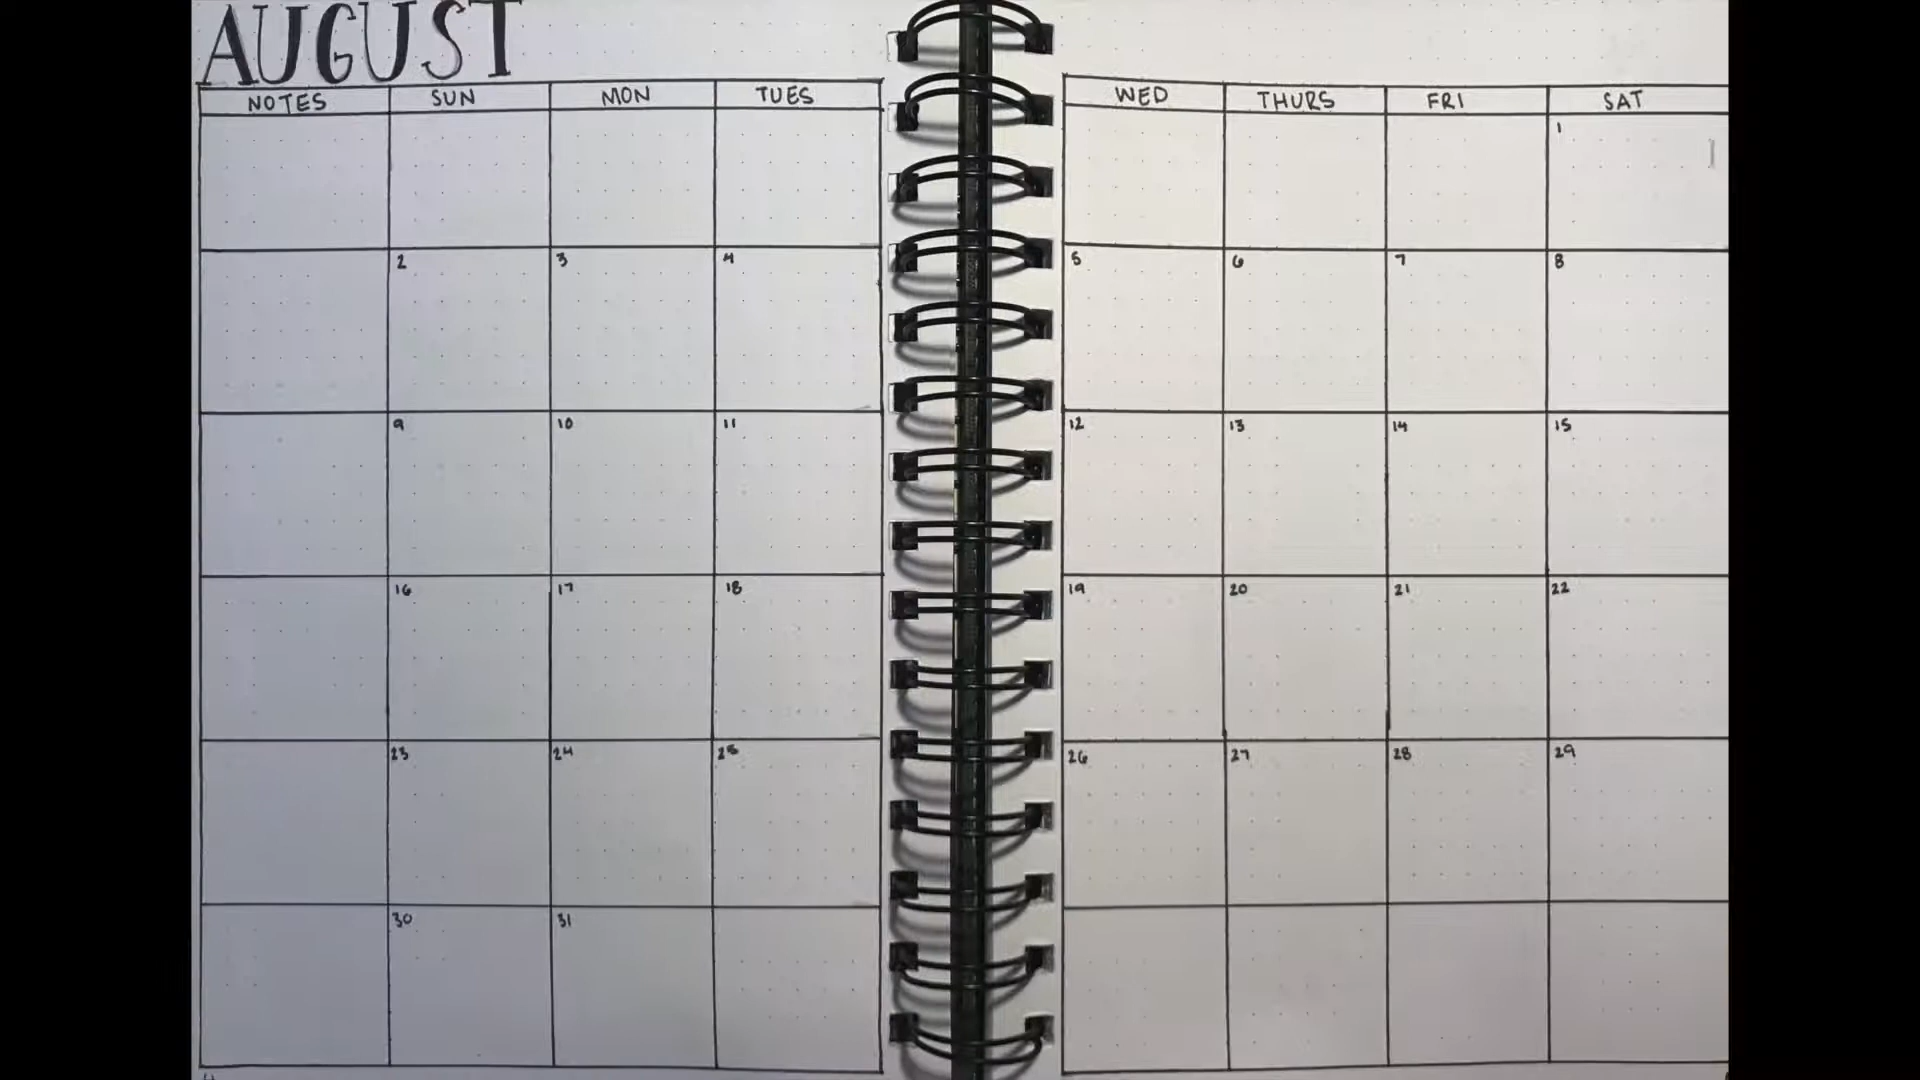 AUGUST
NOTES SUN MON TUES WED THURS FRI SAT
1
2 3 4 5 6 7 8
9 10 11 12 13 14 15
16 17 18 19 20 21 22
23 24 25 26 27 28 29
30 31